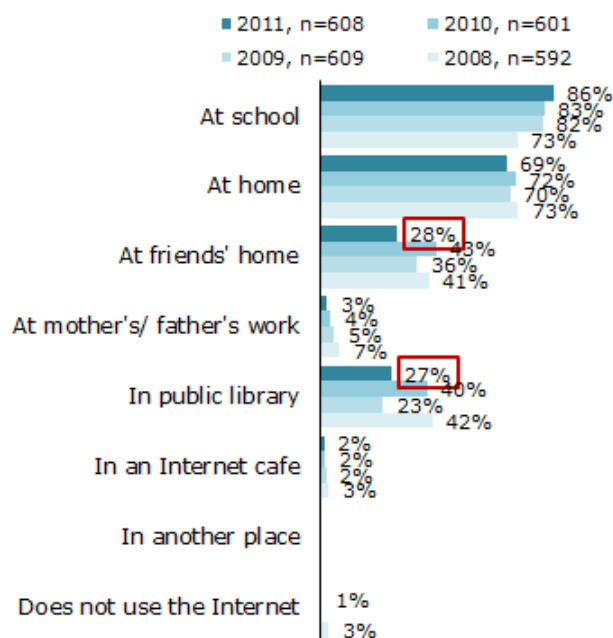 2011, n=608
2010, n=601
2009, n=609
2008, n=592
At school
86%
83%
82%
73%
At home
69%
72%
70%
73%
At friends' home
28%
43%
36%
41%
At mother's/ father's work
3%
4%
5%
7%
In public library
27%
40%
23%
42%
In an Internet cafe
2%
2%
2%
3%
In another place
Does not use the Internet
1%
3%